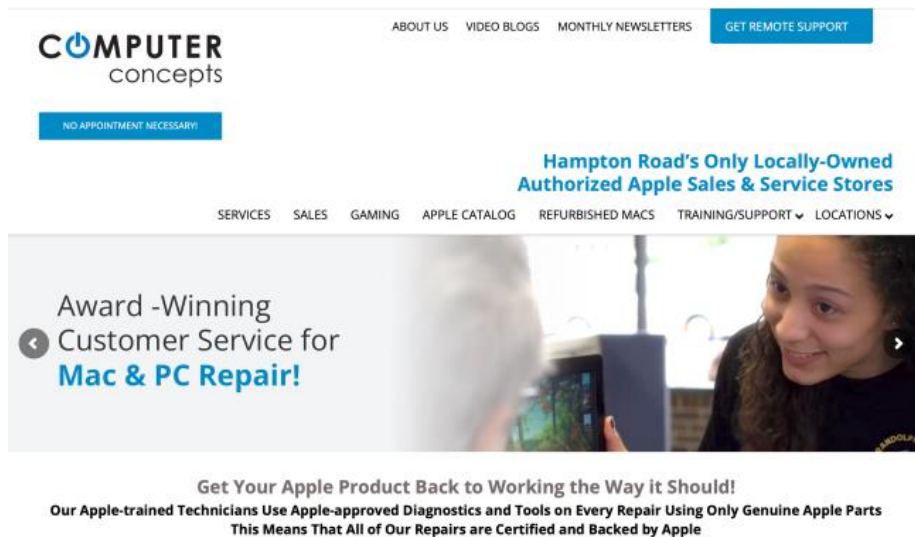 ABOUT US VIDEO BLOGS MONTHLY NEWSLETTERS GET REMOTE SUPPORT
COMPUTER
concepts
NO APPOINTMENT NECESSARY!
Hampton Road's Only Locally-Owned
Authorized Apple Sales & Service Stores
SERVICES SALES GAMING APPLE CATALOG REFURBISHED MACS TRAINING/SUPPORT LOCATIONS
Award -Winning
Customer Service for
Mac & PC Repair!
Get Your Apple Product Back to Working the Way it Should!
Our Apple-trained Technicians Use Apple-approved Diagnostics and Tools on Every Repair Using Only Genuine Apple Parts
This Means That All of Our Repairs are Certified and Backed by Apple